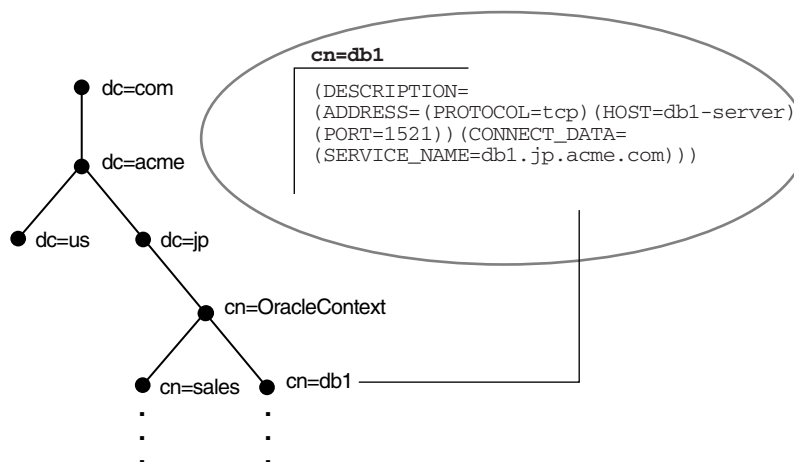 cn=db1
(DESCRIPTION=
(ADDRESS=(PROTOCOL=tcp)(HOST=db1-server)
(PORT=1521))(CONNECT_DATA=
(SERVICE_NAME=db1.jp.acme.com)))
dc=com
dc=acme
dc=us
dc=jp
cn=OracleContext
cn=sales
cn=db1